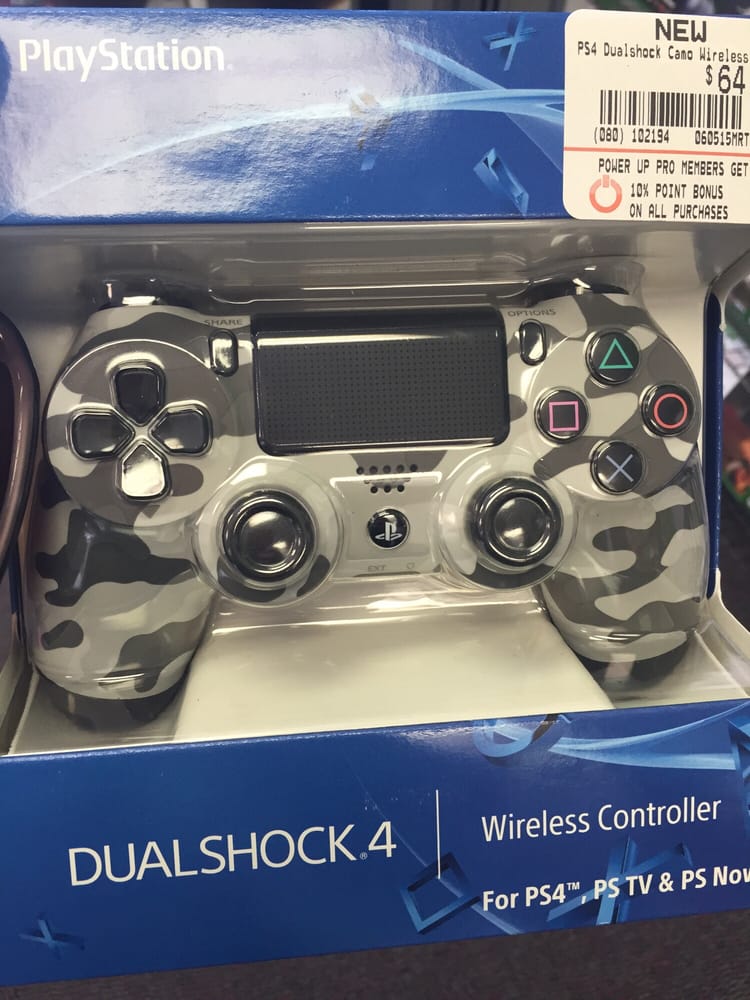 PlayStation®
NEW
PS4 Dualshock Camo Wireless
$64
(080) 102194 060515MRT
POWER UP PRO MEMBERS GET
10% POINT BONUS
ON ALL PURCHASES
SHARE
OPTIONS
EXT
DUALSHOCK®4
Wireless Controller
For PS4™, PS TV & PS Now